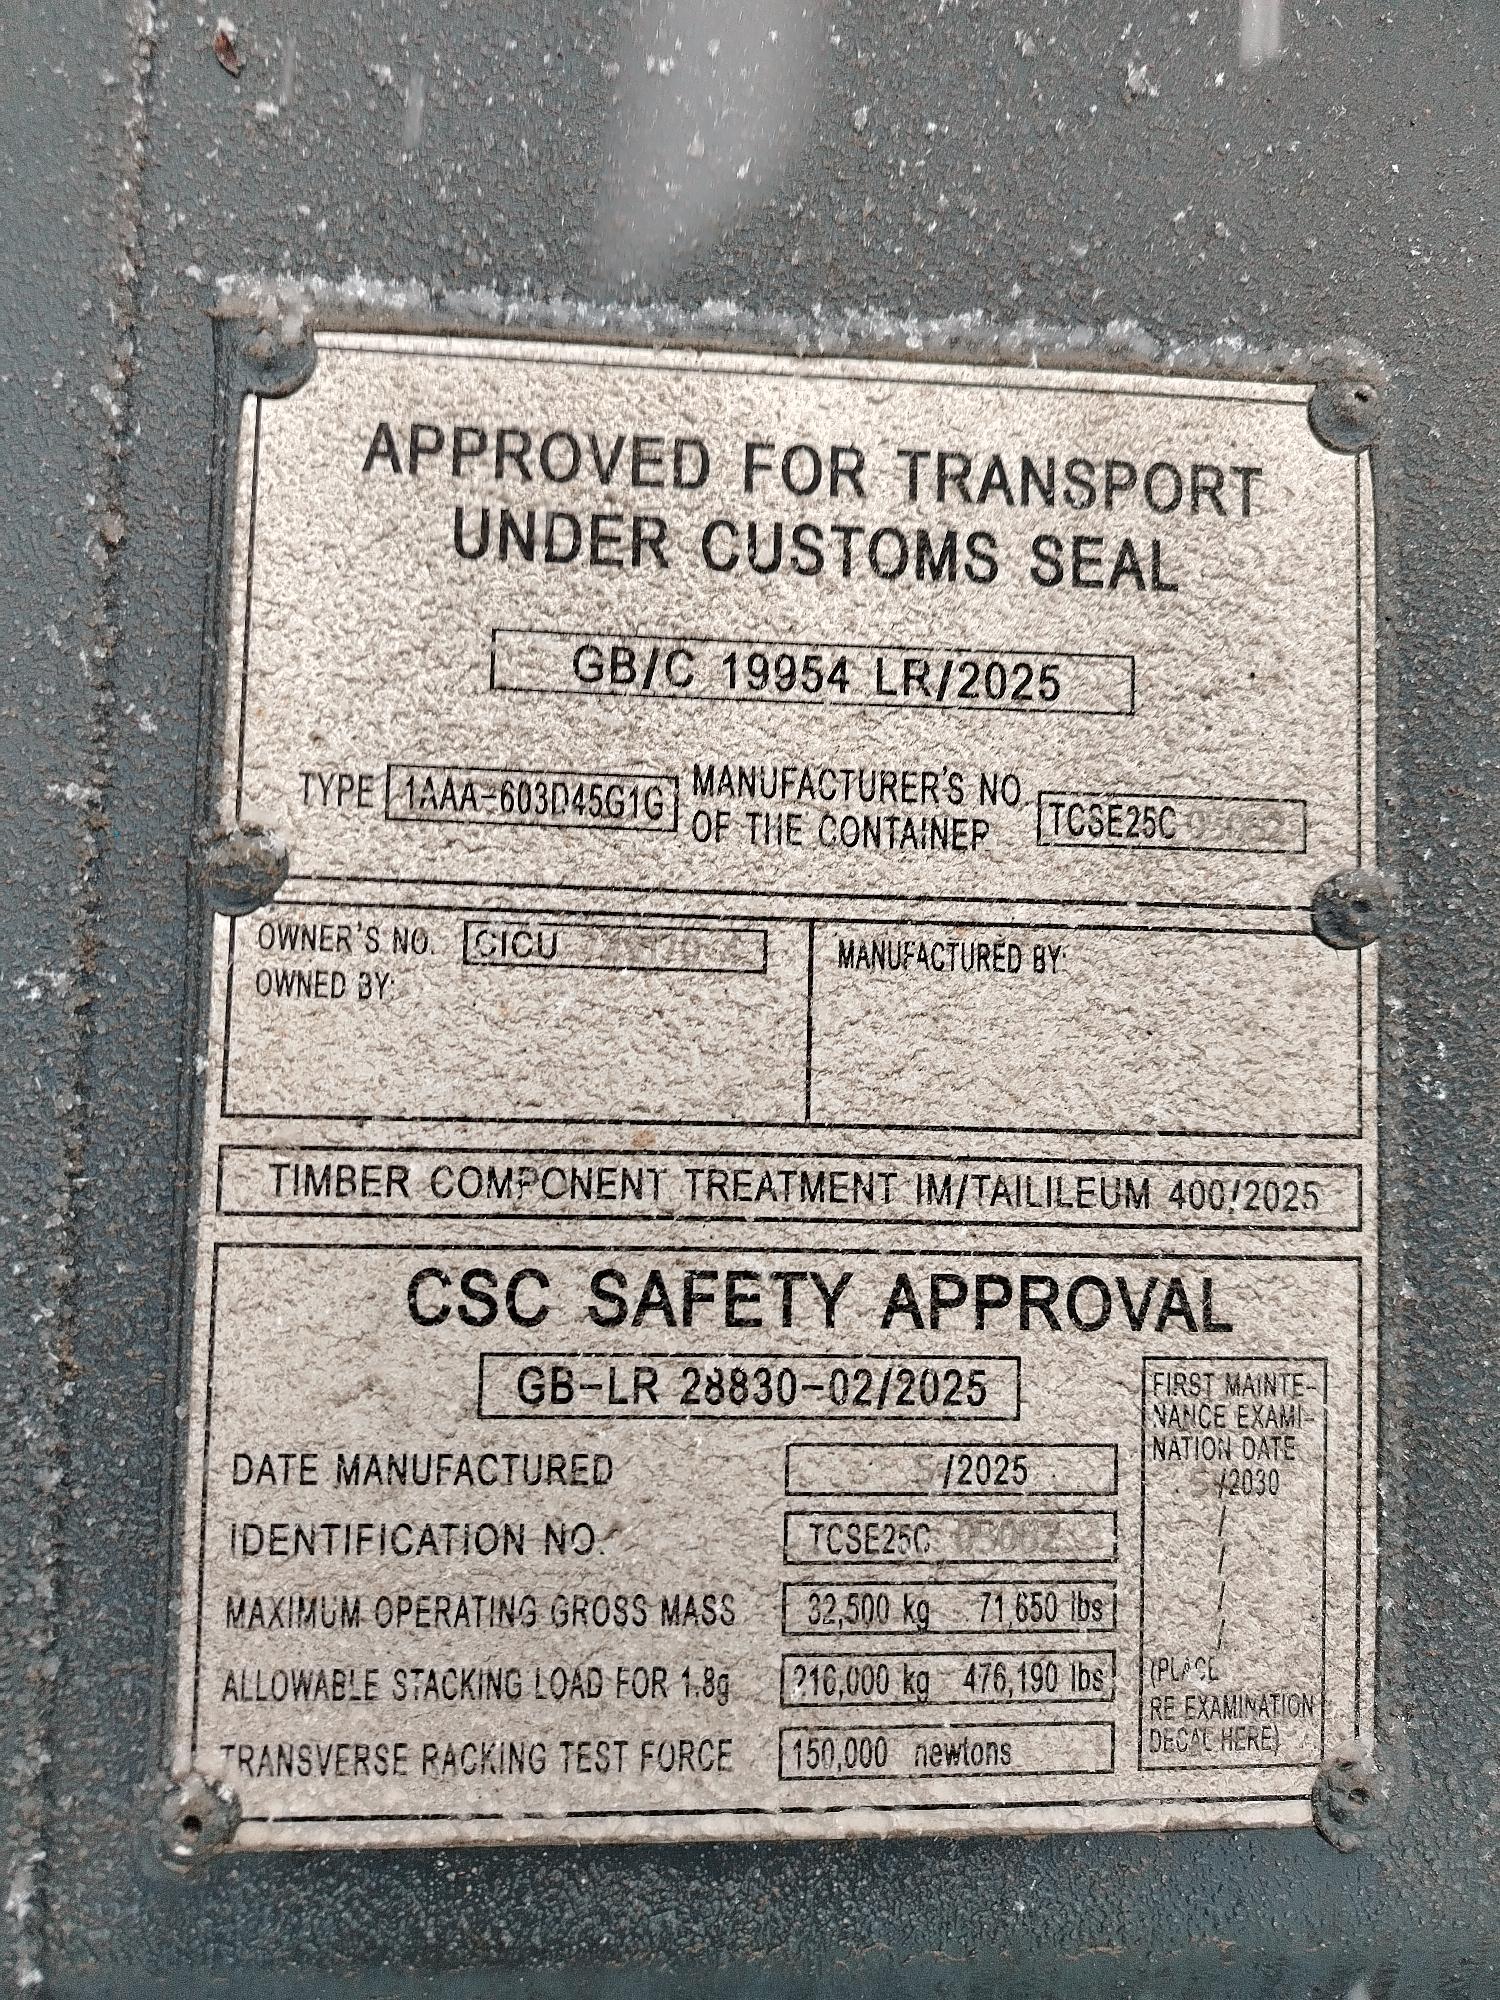 APPROVED FOR TRANSPORT
UNDER CUSTOMS SEAL
GB/C 19954 LR/2025
TYPE 1AAA-603D45G1G MANUFACTURER'S NO.
OF THE CONTAINER TCSE25C
OWNER'S NO. CICU
OWNED BY:
MANUFACTURED BY:
TIMBER COMPONENT TREATMENT IM/TAILILEUM 400/2025
CSC SAFETY APPROVAL
GB-LR 28830-02/2025
DATE MANUFACTURED 5/2025
IDENTIFICATION NO. TCSE25C
MAXIMUM OPERATING GROSS MASS 32,500 kg 71,650 lbs
ALLOWABLE STACKING LOAD FOR 1.8g 216,000 kg 476,190 lbs
TRANSVERSE RACKING TEST FORCE 150,000 newtons
FIRST MAINTE-
NANCE EXAMI-
NATION DATE
5/2030
/
/
/
/
/
(PLACE
RE EXAMINATION
DECAL HERE)